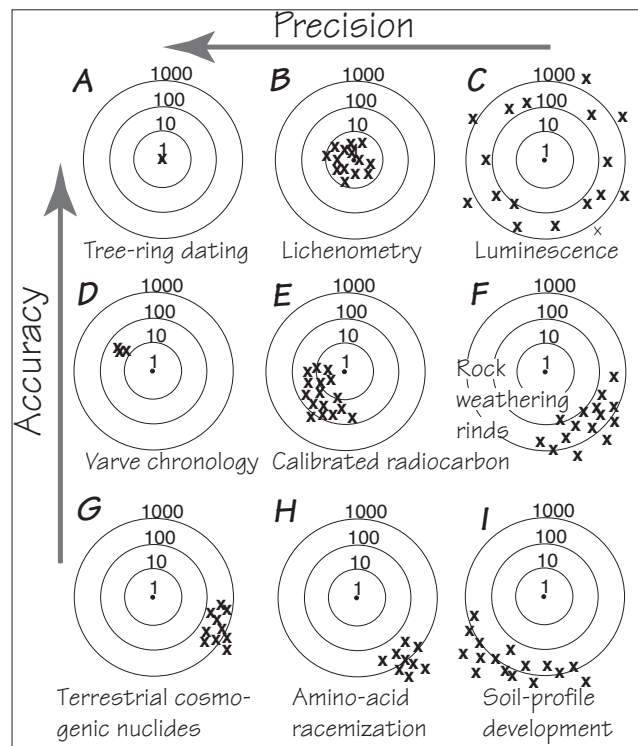 Precision
Accuracy
A
1000
100
10
1
Tree-ring dating
B
1000
100
10
1
Lichenometry
C
1000
100
10
1
Luminescence
D
1000
100
10
1
Varve chronology
E
1000
100
10
1
Calibrated radiocarbon
F
1000
100
10
1
Rock
weathering
rinds
G
1000
100
10
1
Terrestrial cosmo-
genic nuclides
H
1000
100
10
1
Amino-acid
racemization
I
1000
100
10
1
Soil-profile
development